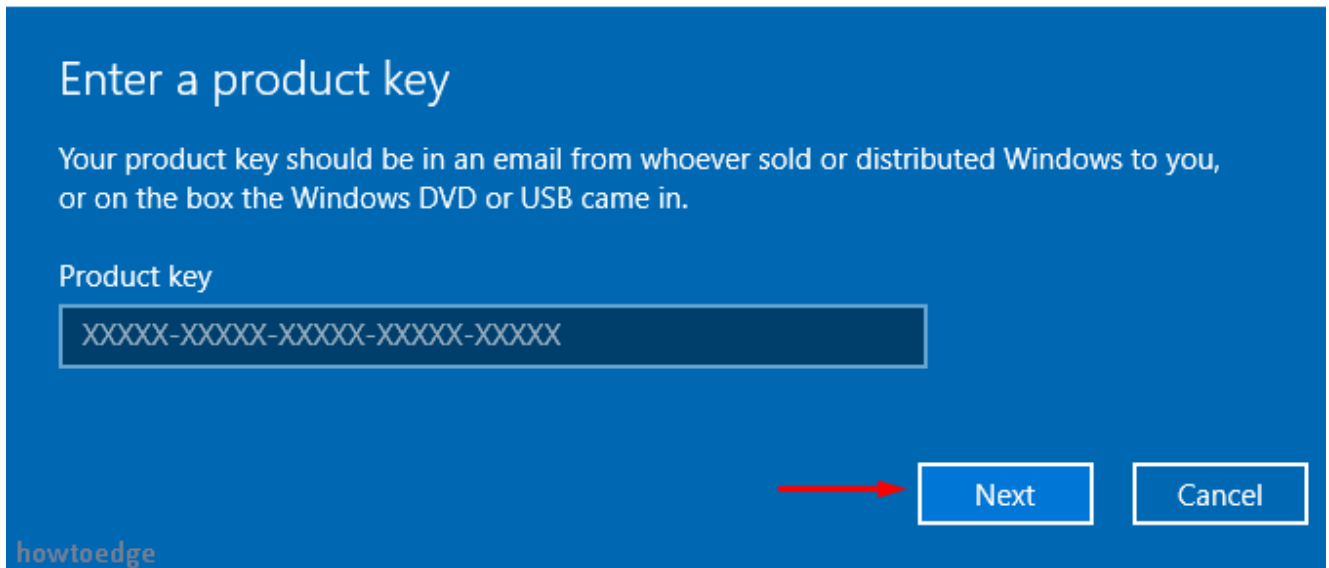 Enter a product key
Your product key should be in an email from whoever sold or distributed Windows to you,
or on the box the Windows DVD or USB came in.
Product key
XXXXX-XXXXX-XXXXX-XXXXX-XXXXX
Next
Cancel
howtoedge